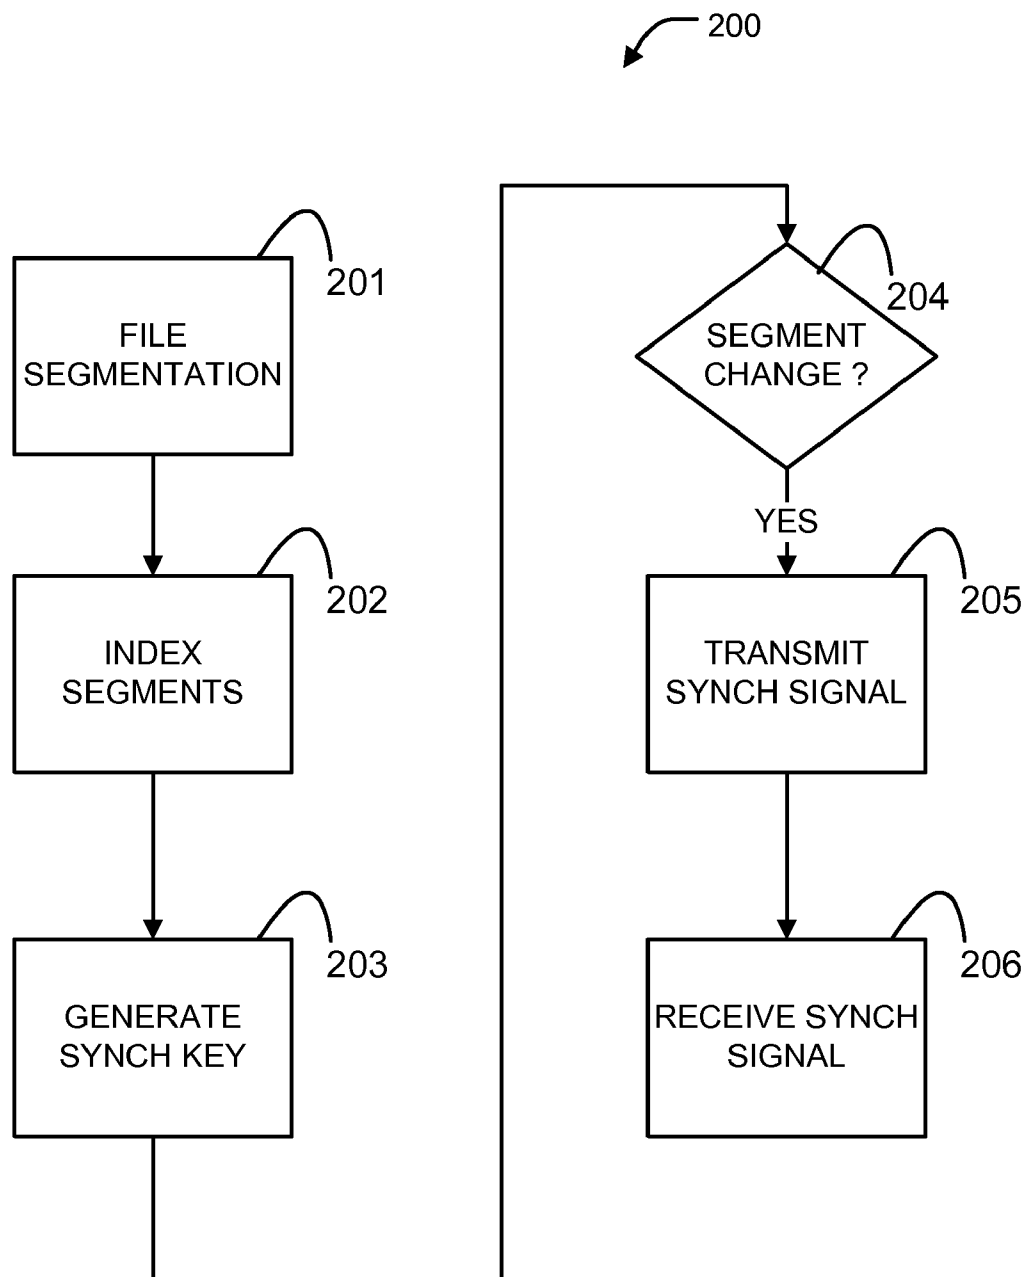 200
201
FILE
SEGMENTATION
202
INDEX
SEGMENTS
203
GENERATE
SYNCH KEY
204
SEGMENT
CHANGE ?
YES
205
TRANSMIT
SYNCH SIGNAL
206
RECEIVE SYNCH
SIGNAL